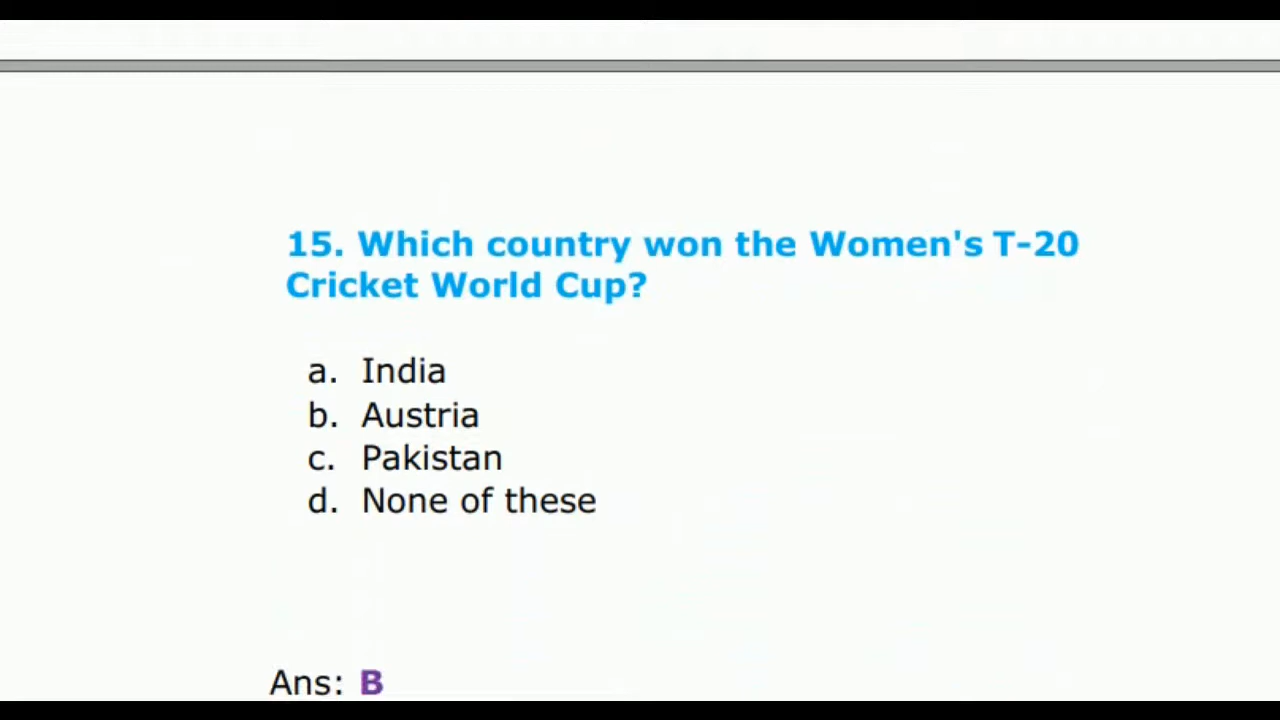 15. Which country won the Women's T-20
Cricket World Cup?
a. India
b. Austria
c. Pakistan
d. None of these
Ans: B